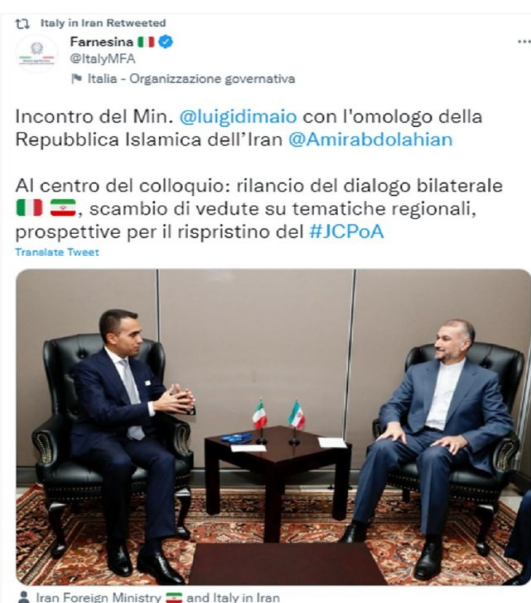 Italy in Iran Retweeted
Farnesina 🇮🇹
@ItalyMFA
Italia - Organizzazione governativa
Incontro del Min. @luigidimaio con l'omologo della
Repubblica Islamica dell'Iran @Amirabdolahian
Al centro del colloquio: rilancio del dialogo bilaterale
🇮🇹 🇮🇷, scambio di vedute su tematiche regionali,
prospettive per il rispristino del #JCPoA
Translate Tweet
Iran Foreign Ministry 🇮🇷 and Italy in Iran